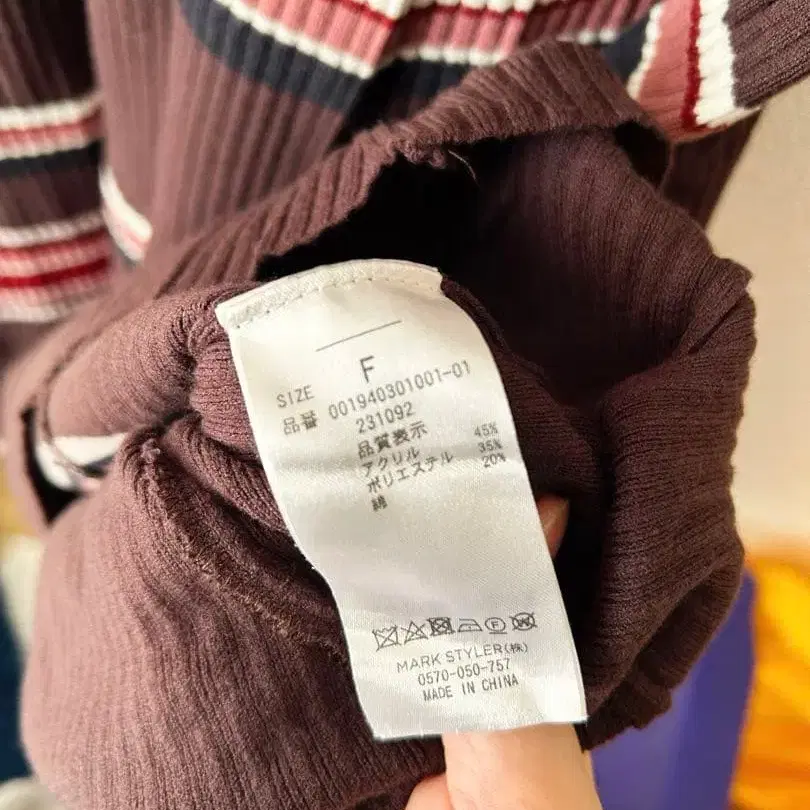 F
SIZE
品番 001940301001-01
231092
品質表示
アクリル 45%
ポリエステル 35%
綿 20%
MARK STYLER(株)
0570-050-757
MADE IN CHINA